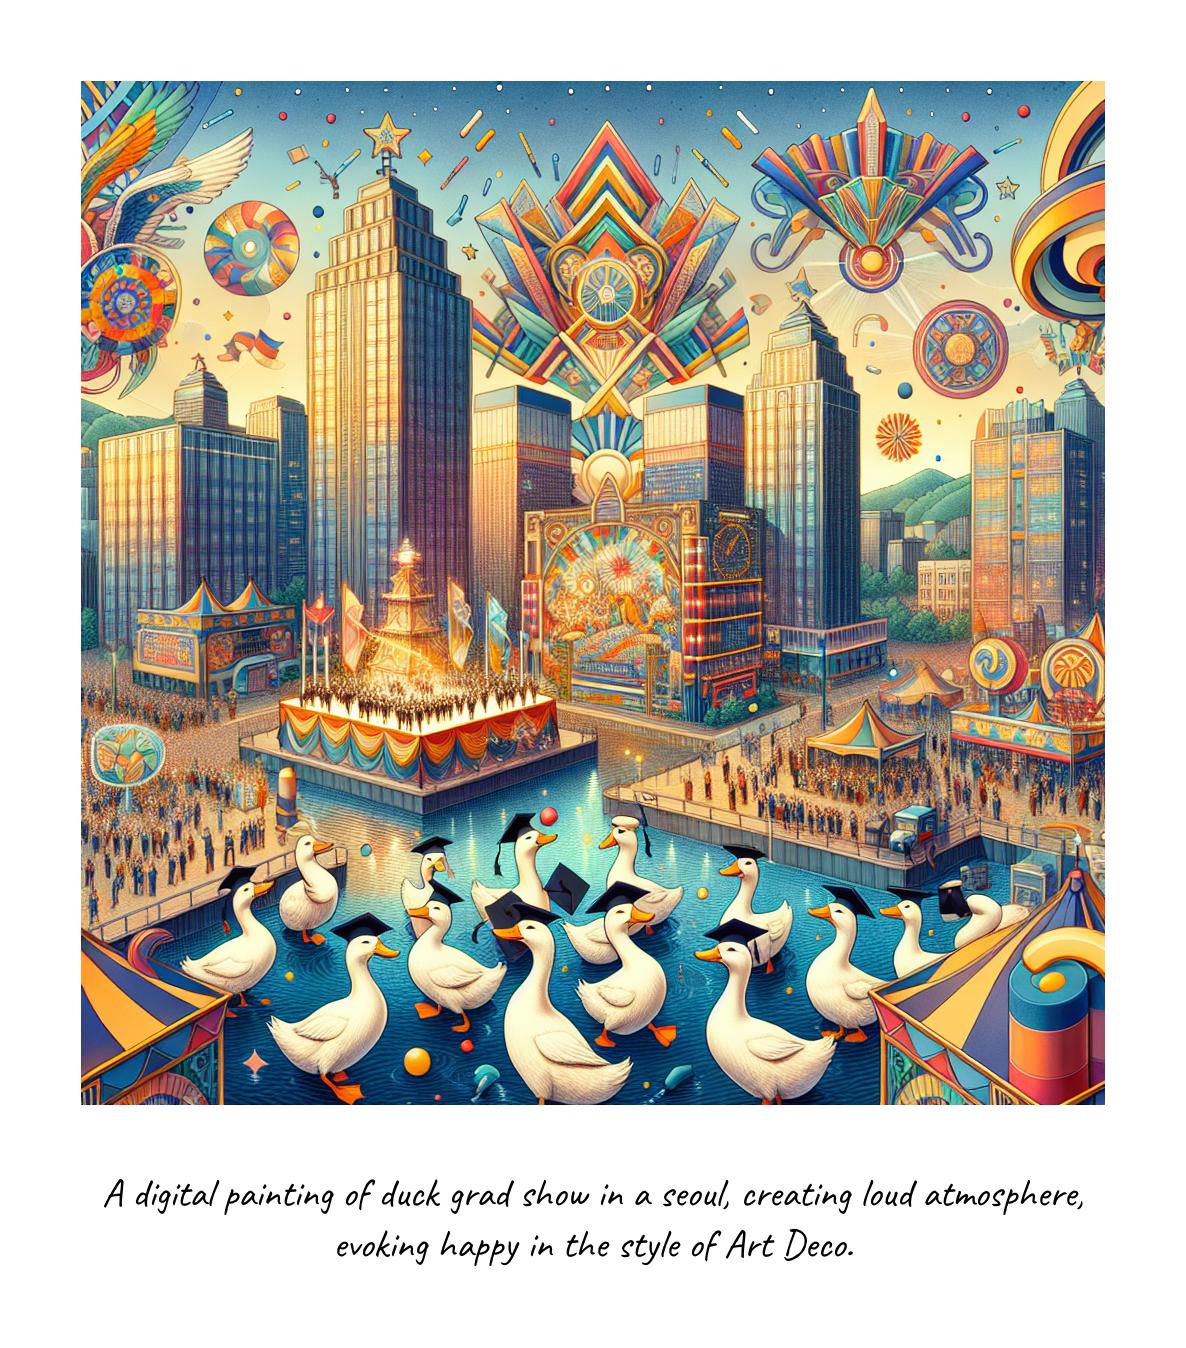 A digital painting of duck grad show in a seoul, creating loud atmosphere,
evoking happy in the style of Art Deco.